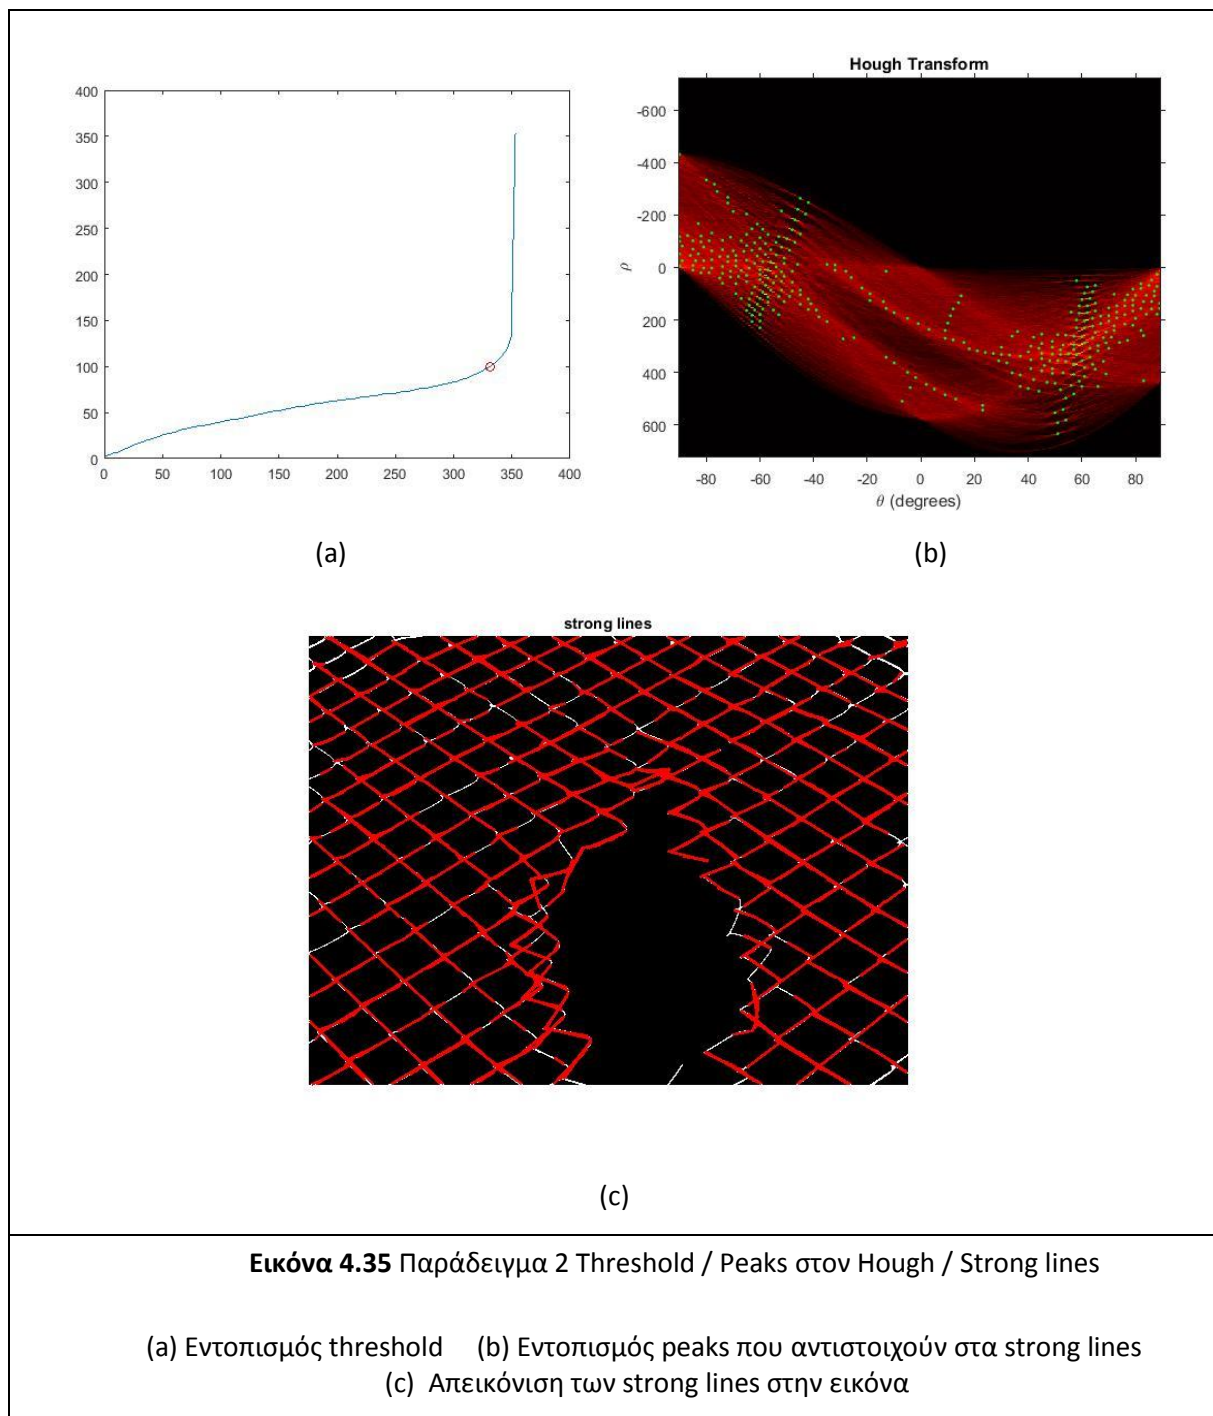 400
350
300
250
200
150
100
50
0
0 50 100 150 200 250 300 350 400
(a)
Hough Transform
-600
-400
-200
0
200
400
600
ρ
-80 -60 -40 -20 0 20 40 60 80
θ (degrees)
(b)
strong lines
(c)
Εικόνα 4.35 Παράδειγμα 2 Threshold / Peaks στον Hough / Strong lines
(a) Εντοπισμός threshold (b) Εντοπισμός peaks που αντιστοιχούν στα strong lines
(c) Απεικόνιση των strong lines στην εικόνα